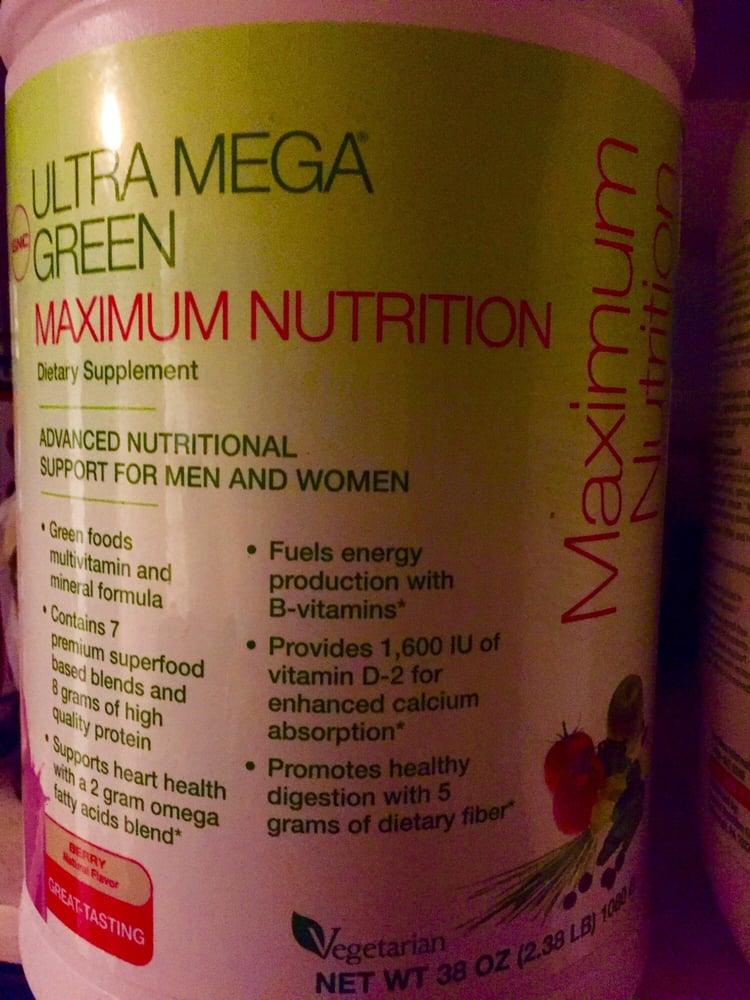 ULTRA MEGA®
GNC
GREEN
MAXIMUM NUTRITION
Dietary Supplement
ADVANCED NUTRITIONAL
SUPPORT FOR MEN AND WOMEN
• Green foods
multivitamin and
mineral formula
• Contains 7
premium superfood
based blends and
8 grams of high
quality protein
• Supports heart health
with a 2 gram omega
fatty acids blend*
• Fuels energy
production with
B-vitamins*
• Provides 1,600 IU of
vitamin D-2 for
enhanced calcium
absorption*
• Promotes healthy
digestion with 5
grams of dietary fiber*
Maximum
Nutrition
BERRY
Natural Flavor
GREAT-TASTING
Vegetarian
NET WT 38 OZ (2.38 LB) 1080